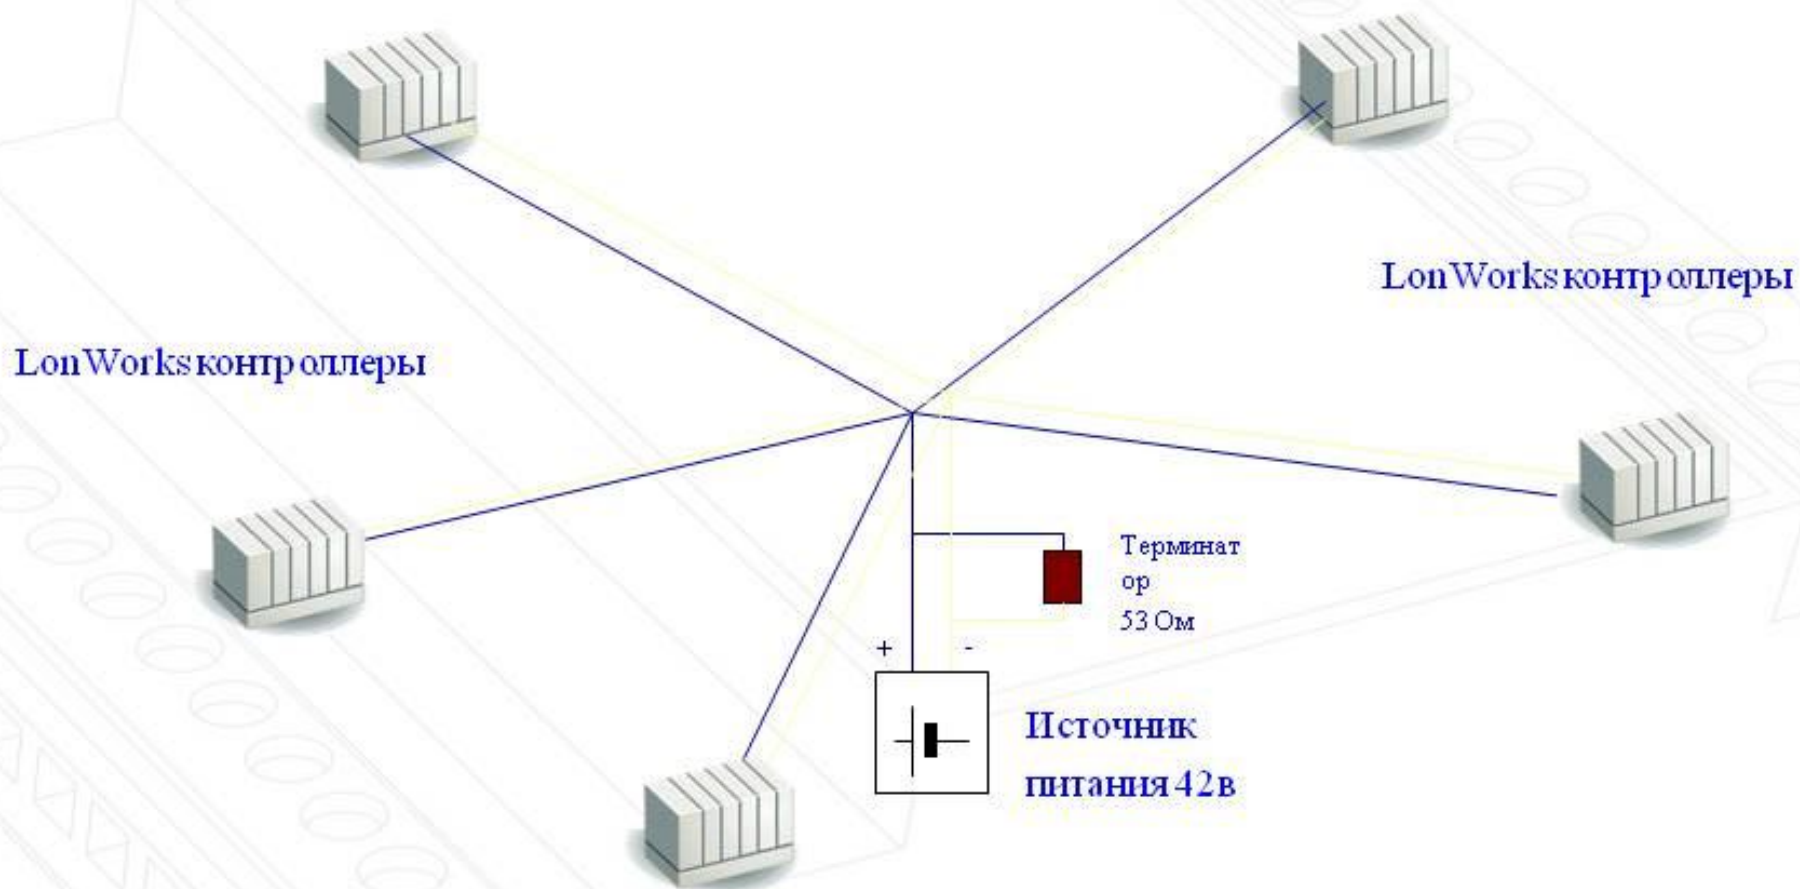 LonWorks контроллеры
LonWorks контроллеры
Терминат
ор
53 Ом
+ -
Источник
питания 42в